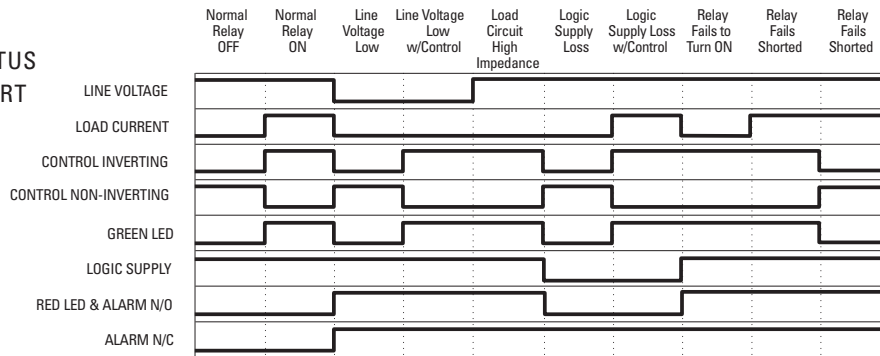 Normal Relay OFF
Normal Relay ON
Line Voltage Low
Line Voltage Low w/Control
Load Circuit High Impedance
Logic Supply Loss
Logic Supply Loss w/Control
Relay Fails to Turn ON
Relay Fails Shorted
Relay Fails Shorted
TUS
RT
LINE VOLTAGE
LOAD CURRENT
CONTROL INVERTING
CONTROL NON-INVERTING
GREEN LED
LOGIC SUPPLY
RED LED & ALARM N/O
ALARM N/C